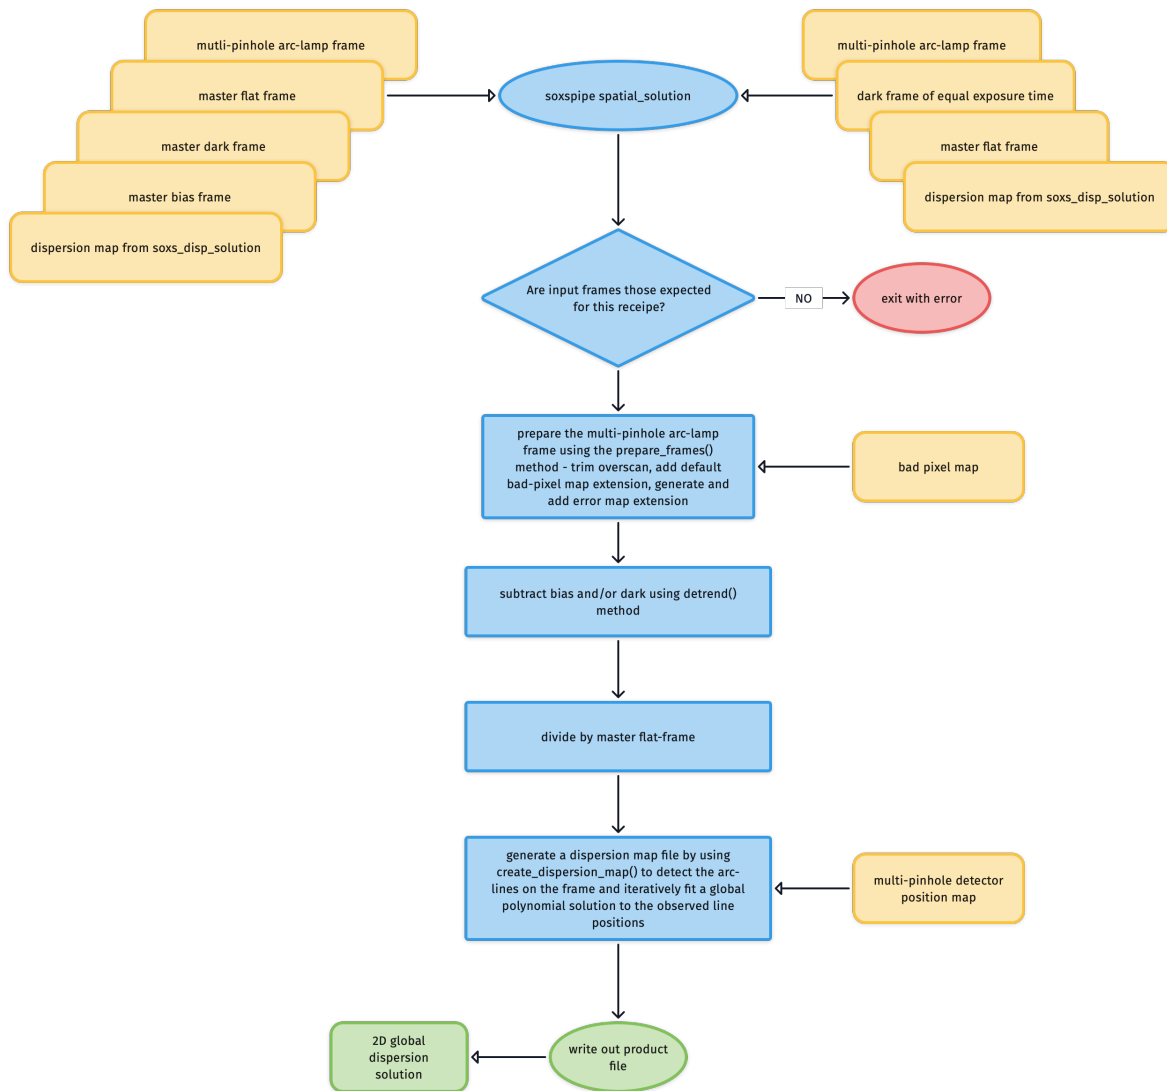 mutli-pinhole arc-lamp frame
master flat frame
master dark frame
master bias frame
dispersion map from soxs_disp_solution
soxspipe spatial_solution
multi-pinhole arc-lamp frame
dark frame of equal exposure time
master flat frame
dispersion map from soxs_disp_solution
Are input frames those expected
for this receipe?
NO
exit with error
prepare the multi-pinhole arc-lamp
frame using the prepare_frames()
method - trim overscan, add default
bad-pixel map extension, generate and
add error map extension
bad pixel map
subtract bias and/or dark using detrend()
method
divide by master flat-frame
generate a dispersion map file by using
create_dispersion_map() to detect the arc-
lines on the frame and iteratively fit a global
polynomial solution to the observed line
positions
multi-pinhole detector
position map
2D global
dispersion
solution
write out product
file